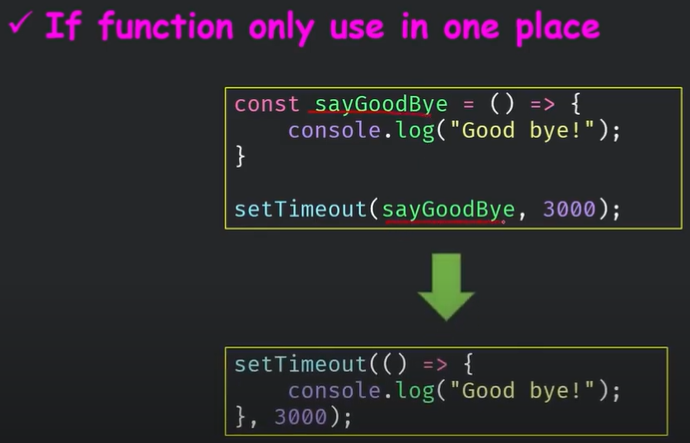 ✓ If function only use in one place
const sayGoodBye = () => {
    console.log("Good bye!");
}
setTimeout(sayGoodBye, 3000);
setTimeout(() => {
    console.log("Good bye!");
}, 3000);